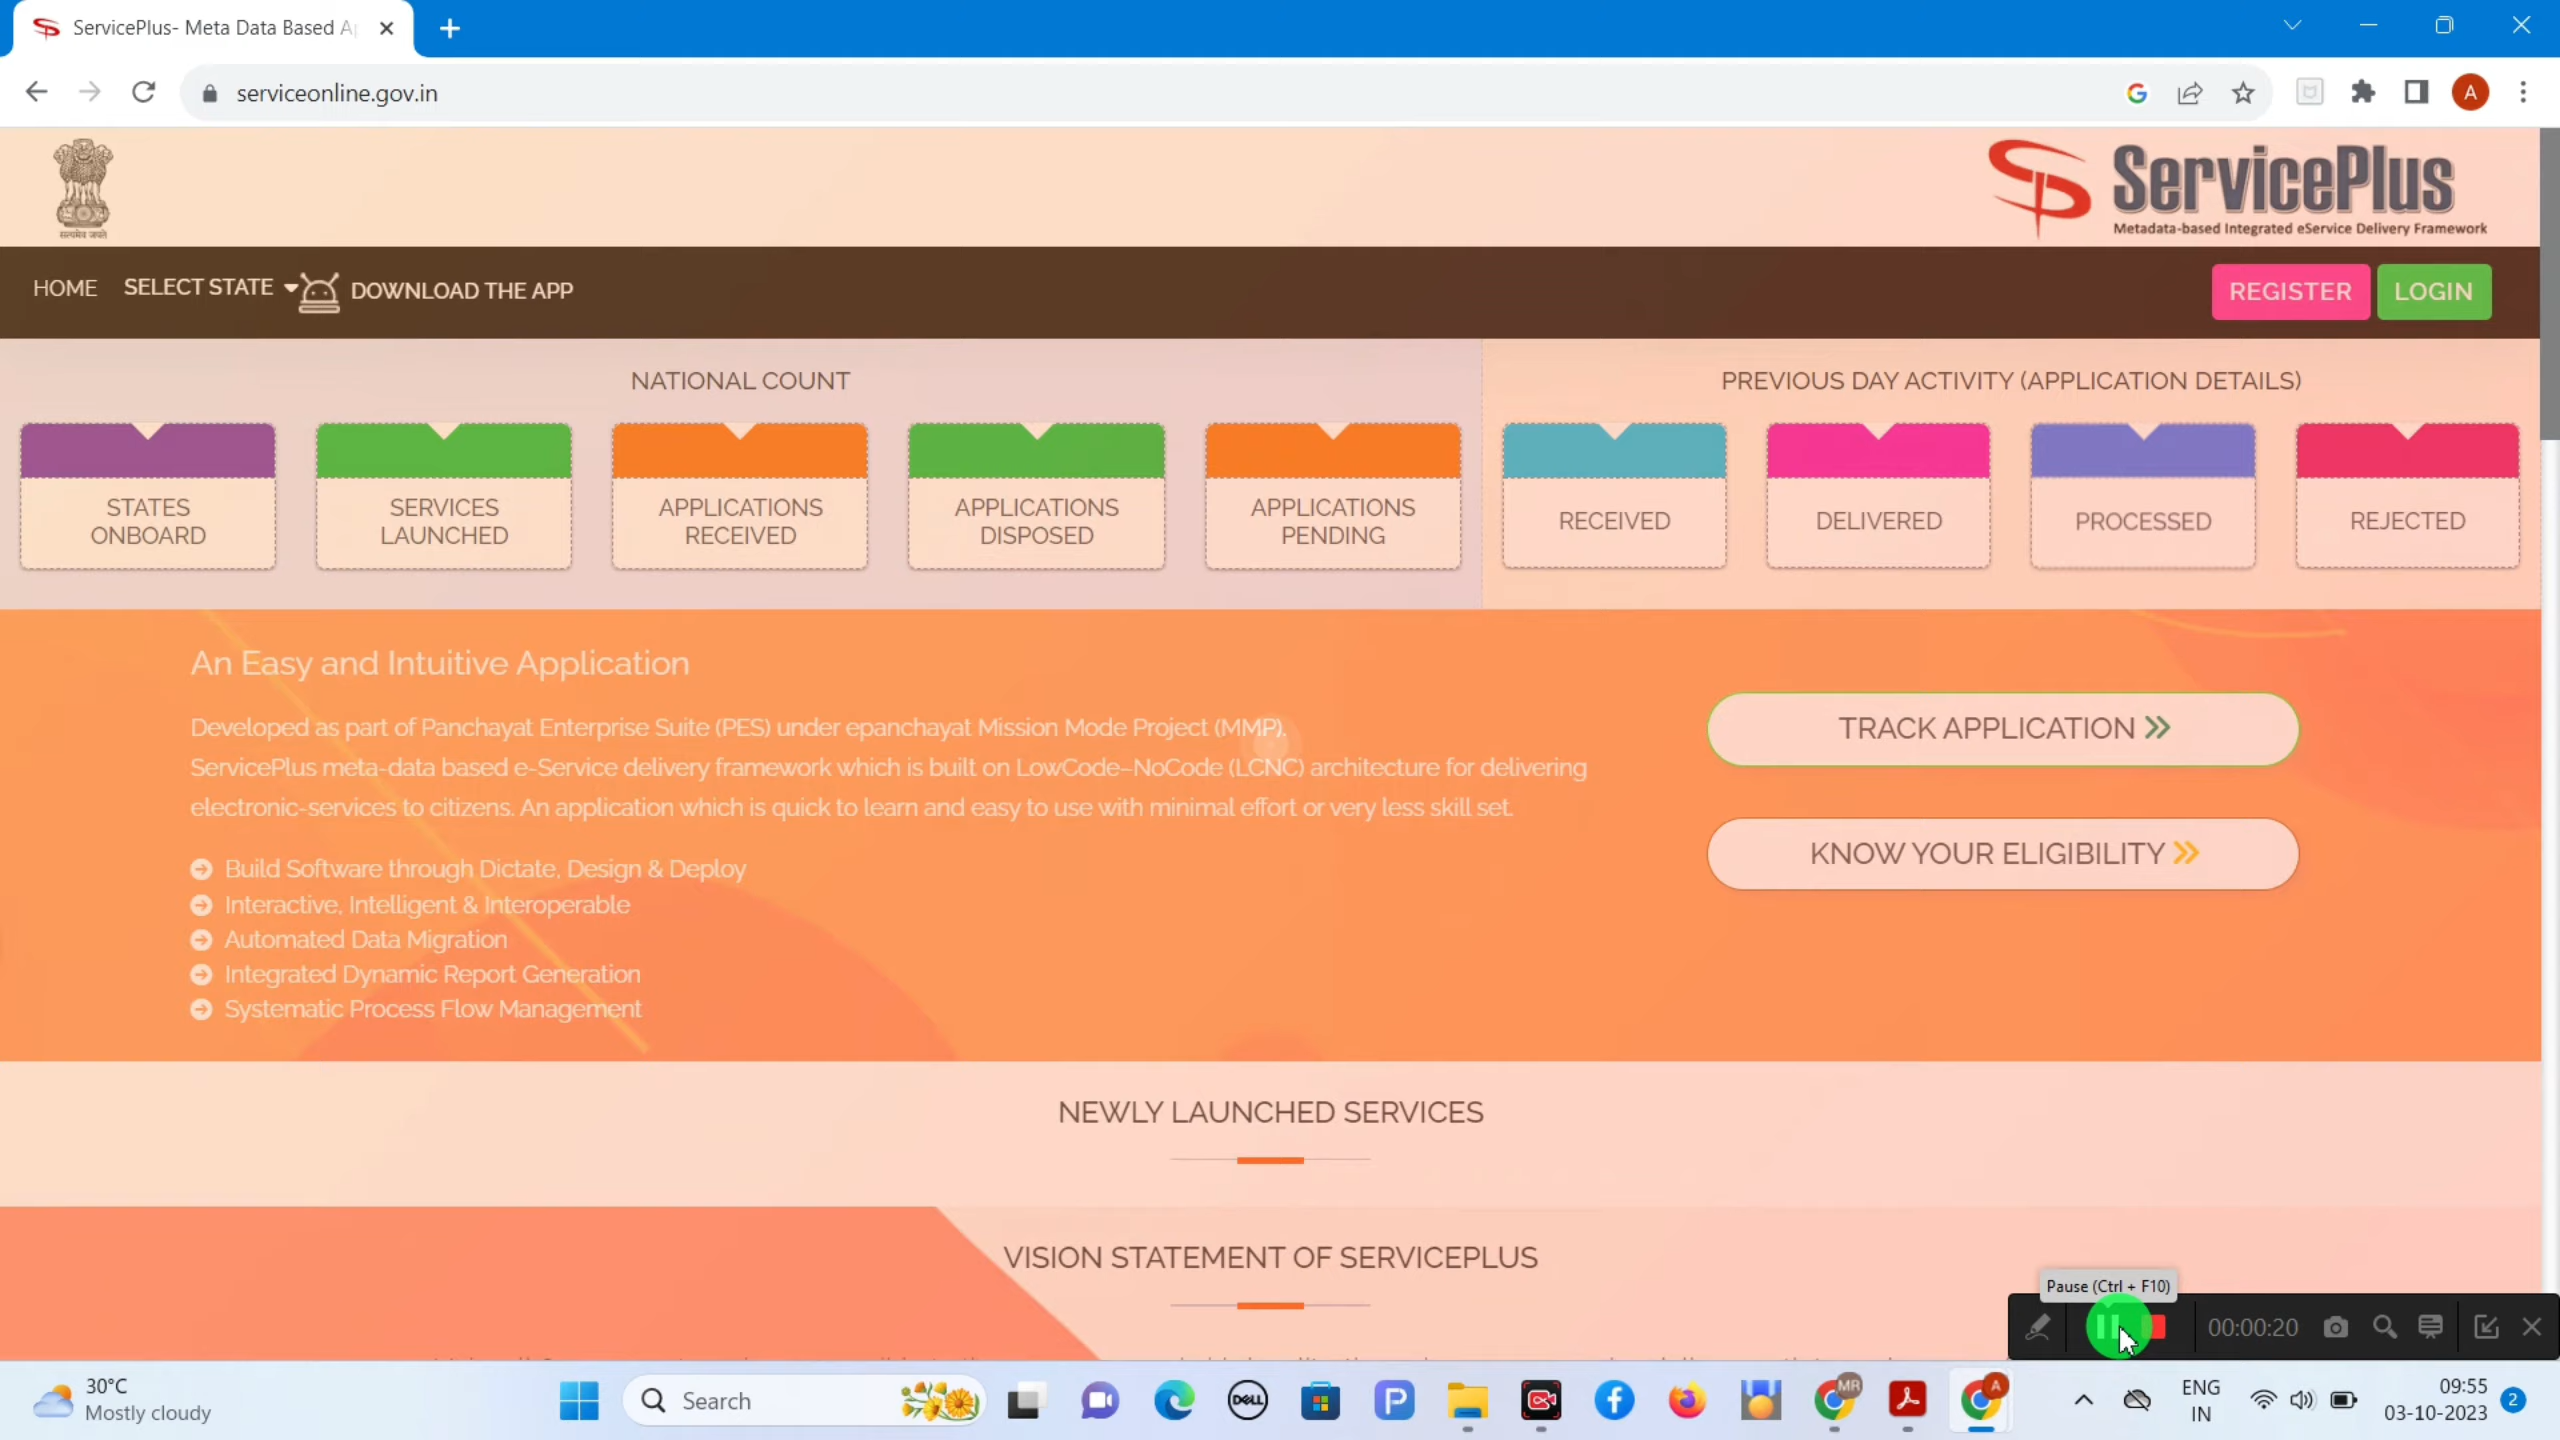 ServicePlus- Meta Data Based
serviceonline.gov.in
A
सत्यमेव जयते
ServicePlus
Metadata-based Integrated eService Delivery Framework
HOME SELECT STATE DOWNLOAD THE APP
REGISTER LOGIN
NATIONAL COUNT
PREVIOUS DAY ACTIVITY (APPLICATION DETAILS)
STATES
ONBOARD
SERVICES
LAUNCHED
APPLICATIONS
RECEIVED
APPLICATIONS
DISPOSED
APPLICATIONS
PENDING
RECEIVED
DELIVERED
PROCESSED
REJECTED
An Easy and Intuitive Application
Developed as part of Panchayat Enterprise Suite (PES) under epanchayat Mission Mode Project (MMP).
ServicePlus meta-data based e-Service delivery framework which is built on LowCode-NoCode (LCNC) architecture for delivering
electronic-services to citizens. An application which is quick to learn and easy to use with minimal effort or very less skill set.
Build Software through Dictate, Design & Deploy
Interactive, Intelligent & Interoperable
Automated Data Migration
Integrated Dynamic Report Generation
Systematic Process Flow Management
TRACK APPLICATION
KNOW YOUR ELIGIBILITY
NEWLY LAUNCHED SERVICES
VISION STATEMENT OF SERVICEPLUS
Pause (Ctrl + F10)
00:00:20
30°C
Mostly cloudy
Search
DELL
P
MR
A
ENG
IN
09:55
03-10-2023
2